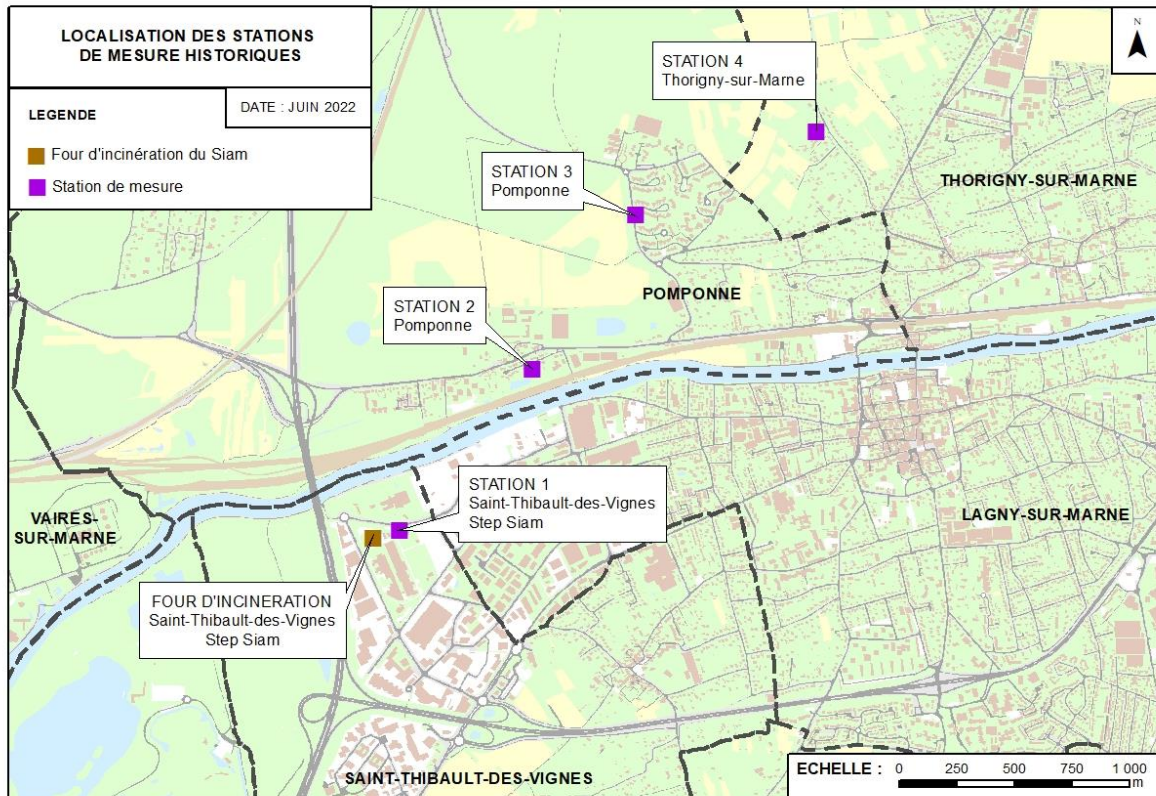 LOCALISATION DES STATIONS
DE MESURE HISTORIQUES
DATE : JUIN 2022
LEGENDE
Four d'incinération du Siam
Station de mesure
N
STATION 4
Thorigny-sur-Marne
STATION 3
Pomponne
THORIGNY-SUR-MARNE
POMPONNE
STATION 2
Pomponne
STATION 1
Saint-Thibault-des-Vignes
Step Siam
VAIRES-
SUR-MARNE
LAGNY-SUR-MARNE
FOUR D'INCINERATION
Saint-Thibault-des-Vignes
Step Siam
SAINT-THIBAULT-DES-VIGNES
ECHELLE : 0 250 500 750 1 000
m